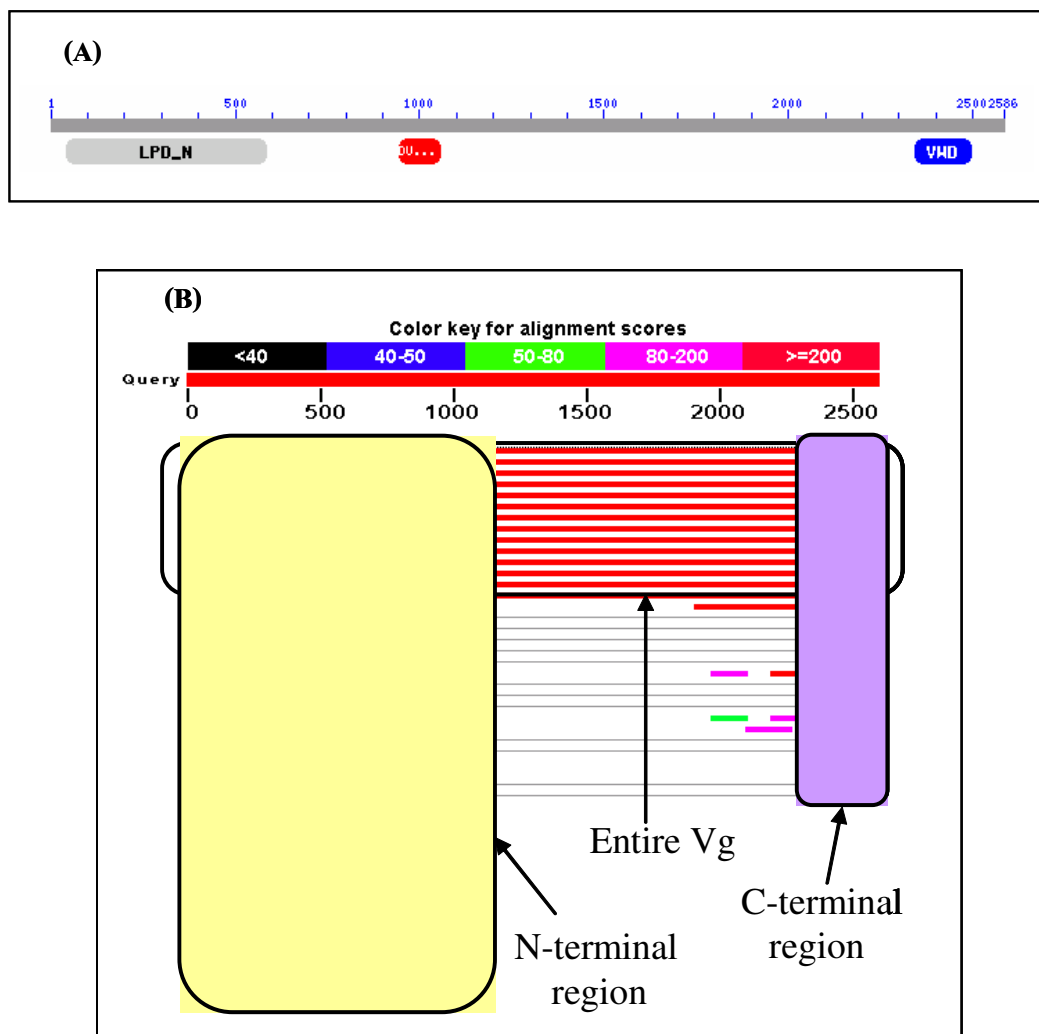 (A)
1 500 1000 1500 2000 25002586
LPD_N DU... VWD
(B)
Color key for alignment scores
<40 40-50 50-80 80-200 >=200
Query
0 500 1000 1500 2000 2500
Entire Vg
C-terminal
region
N-terminal
region